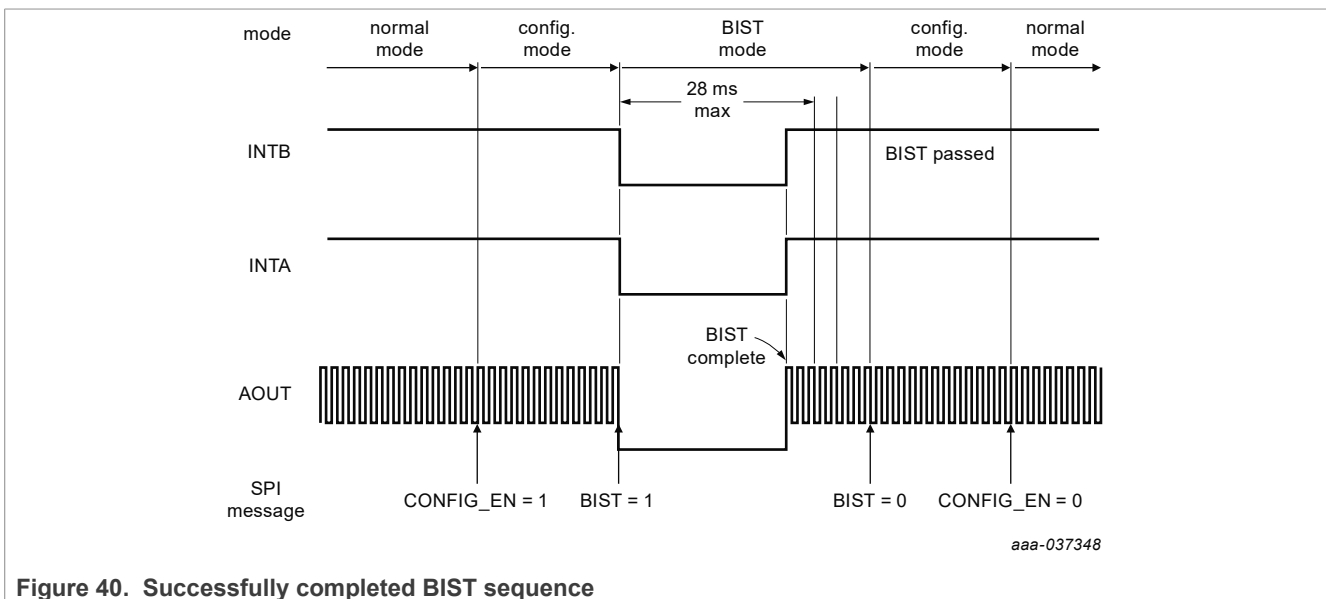 mode
normal
mode
config.
mode
BIST
mode
config.
mode
normal
mode
28 ms
max
INTB
BIST passed
INTA
BIST
complete
AOUT
SPI
message
CONFIG_EN = 1
BIST = 1
BIST = 0
CONFIG_EN = 0
aaa-037348
Figure 40. Successfully completed BIST sequence